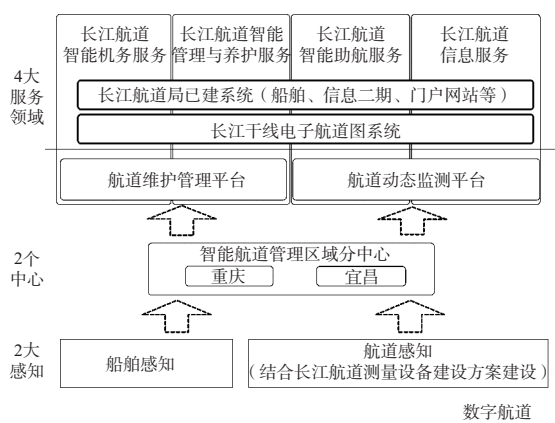 长江航道
智能机务服务
长江航道智能
管理与养护服务
长江航道
智能助航服务
长江航道
信息服务
4大
服务
领域
长江航道局已建系统（船舶、信息二期、门户网站等）
长江干线电子航道图系统
航道维护管理平台
航道动态监测平台
2个
中心
智能航道管理区域分中心
重庆
宜昌
2大
感知
船舶感知
航道感知
（结合长江航道测量设备建设方案建设）
数字航道